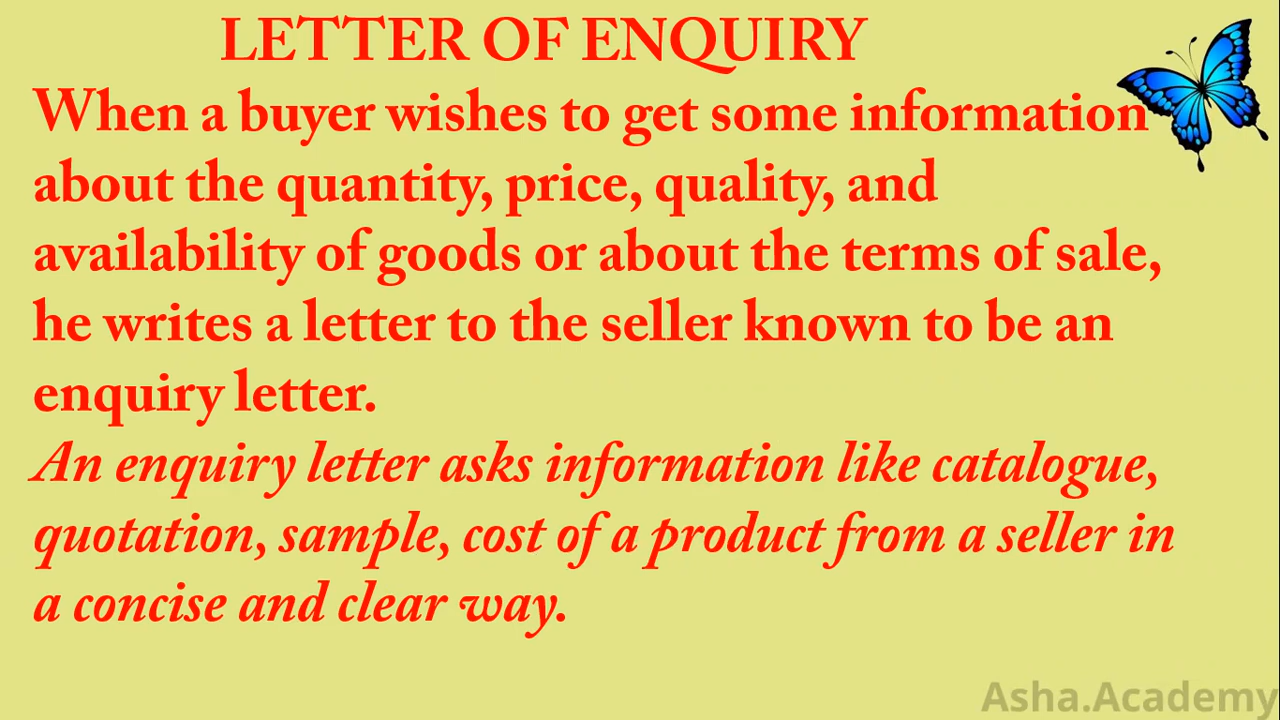 LETTER OF ENQUIRY
When a buyer wishes to get some information
about the quantity, price, quality, and
availability of goods or about the terms of sale,
he writes a letter to the seller known to be an
enquiry letter.
An enquiry letter asks information like catalogue,
quotation, sample, cost of a product from a seller in
a concise and clear way.
Asha.Academy